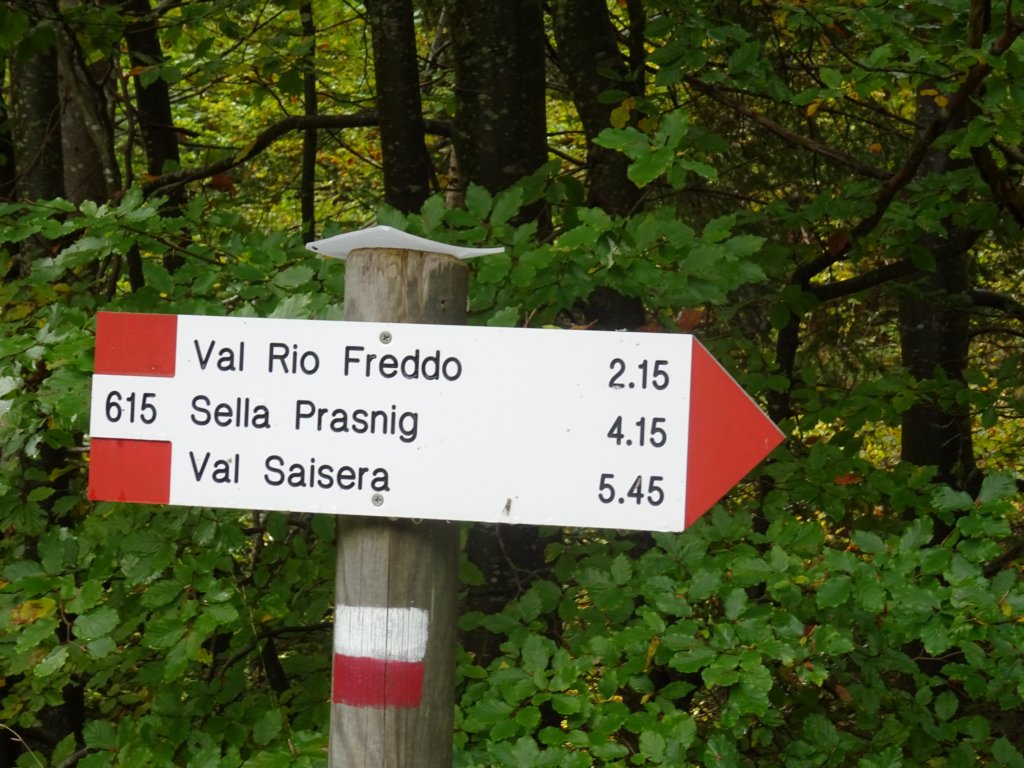 Val Rio Freddo 2.15
615 Sella Prasnig 4.15
Val Saisera 5.45